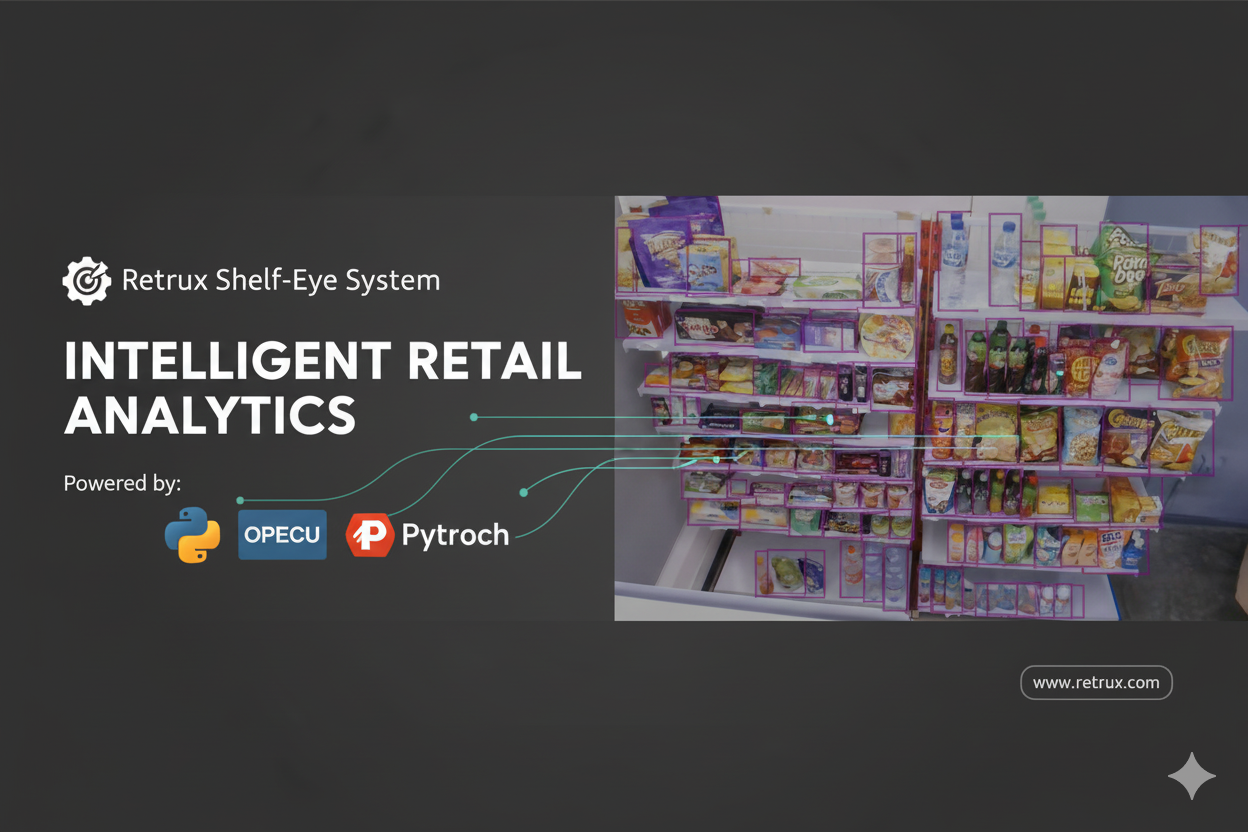 Retrux Shelf-Eye System
INTELLIGENT RETAIL
ANALYTICS
Powered by:
OPECU
Pytroch
www.retrux.com